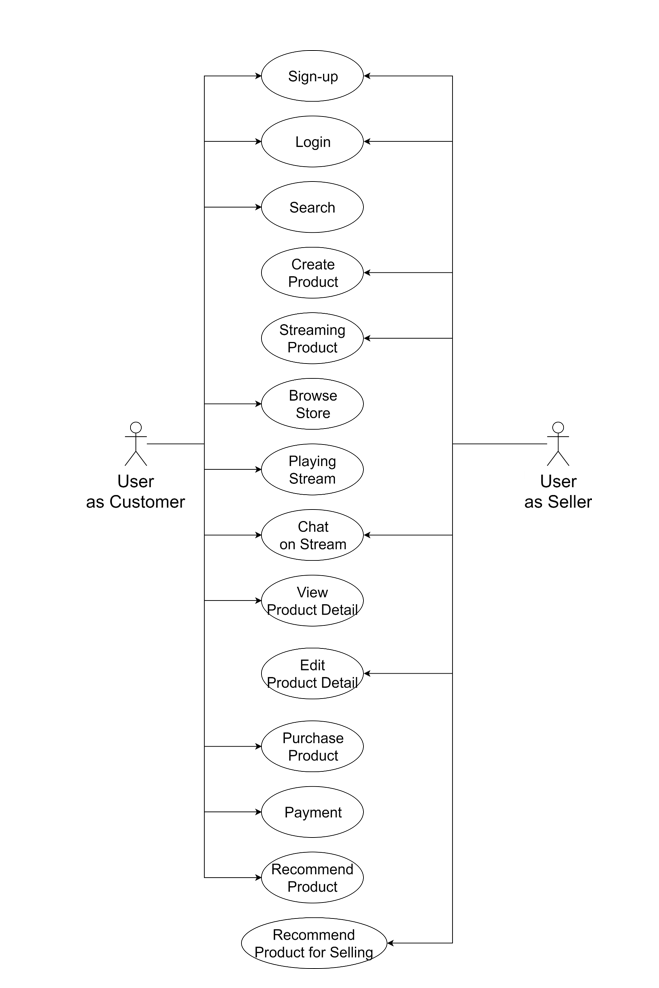 Sign-up
Login
Search
Create
Product
Streaming
Product
Browse
Store
User
as Customer
Playing
Stream
User
as Seller
Chat
on Stream
View
Product Detail
Edit
Product Detail
Purchase
Product
Payment
Recommend
Product
Recommend
Product for Selling